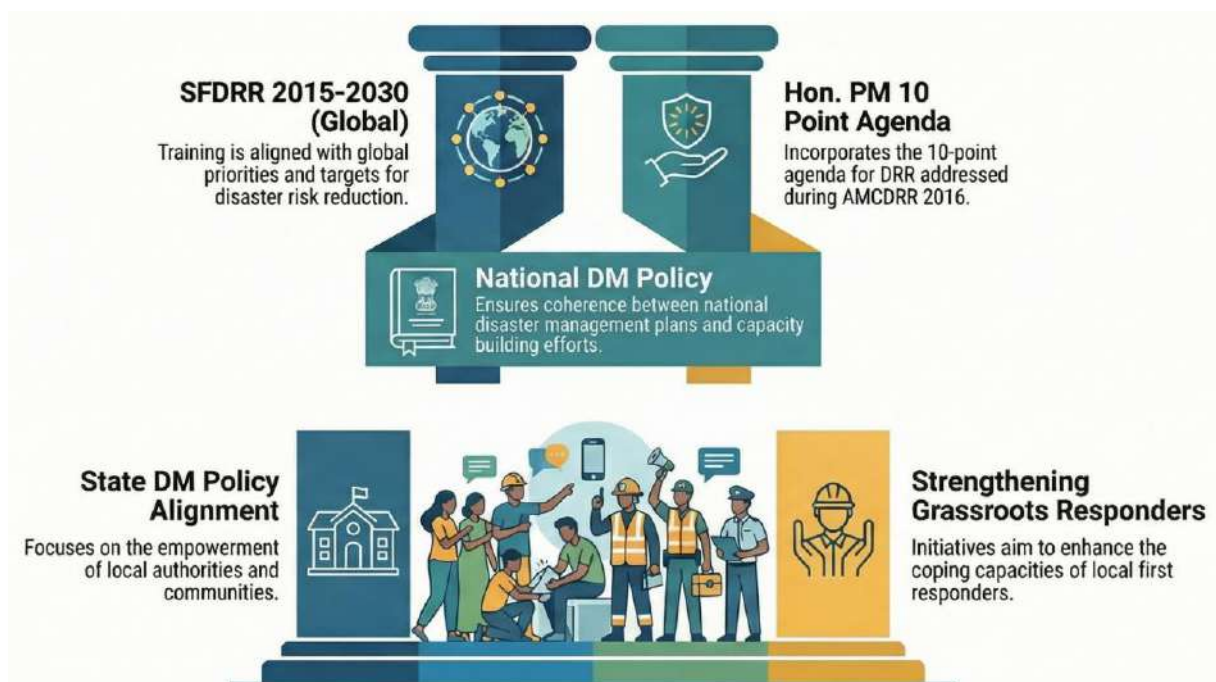 SFDRR 2015-2030
(Global)
Training is aligned with global
priorities and targets for
disaster risk reduction.
Hon. PM 10
Point Agenda
Incorporates the 10-point
agenda for DRR addressed
during AMCDRR 2016.
National DM Policy
Ensures coherence between national
disaster management plans and capacity
building efforts.
State DM Policy
Alignment
Focuses on the empowerment
of local authorities and
communities.
Strengthening
Grassroots Responders
Initiatives aim to enhance the
coping capacities of local first
responders.